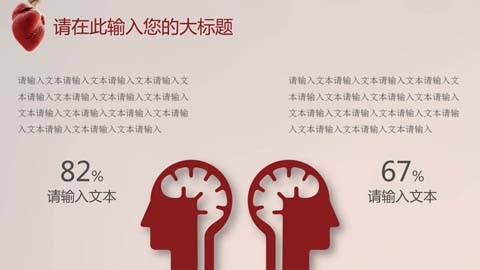 请在此输入您的大标题
请输入文本请输入文本请输入文本请输入文
本请输入文本请输入文本请输入文本请输入
文本请输入文本请输入文本请输入文本请输
入文本请输入文本请输入文本请输入
82%
请输入文本
请输入文本请输入文本请输入文本请输入文
本请输入文本请输入文本请输入文本请输入
文本请输入文本请输入文本请输入文本请输
入文本请输入文本请输入文本请输入
67%
请输入文本